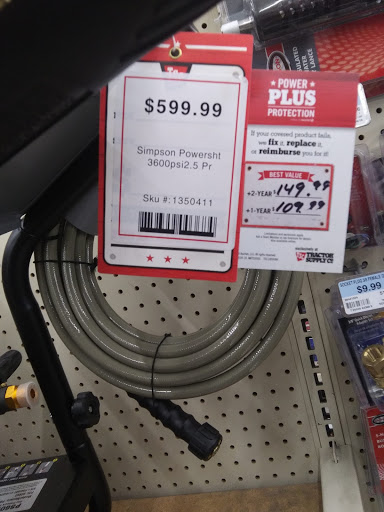 $599.99
Simpson Powersht
3600psi2.5 Pr
Sku #:1350411
POWER
PLUS
PROTECTION
If your covered product fails,
we fix it, replace it,
or reimburse you for it!
BEST VALUE
+2-YEAR $149.99
+1-YEAR $109.99
TRACTOR
SUPPLY CO
$9.99